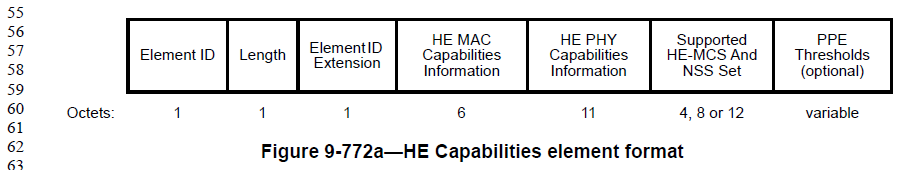 55
56
57
58
59
60
61
62
63
Element ID
Length
Element ID
Extension
HE MAC
Capabilities
Information
HE PHY
Capabilities
Information
Supported
HE-MCS And
NSS Set
PPE
Thresholds
(optional)
Octets: 1 1 1 6 11 4, 8 or 12 variable
Figure 9-772a—HE Capabilities element format